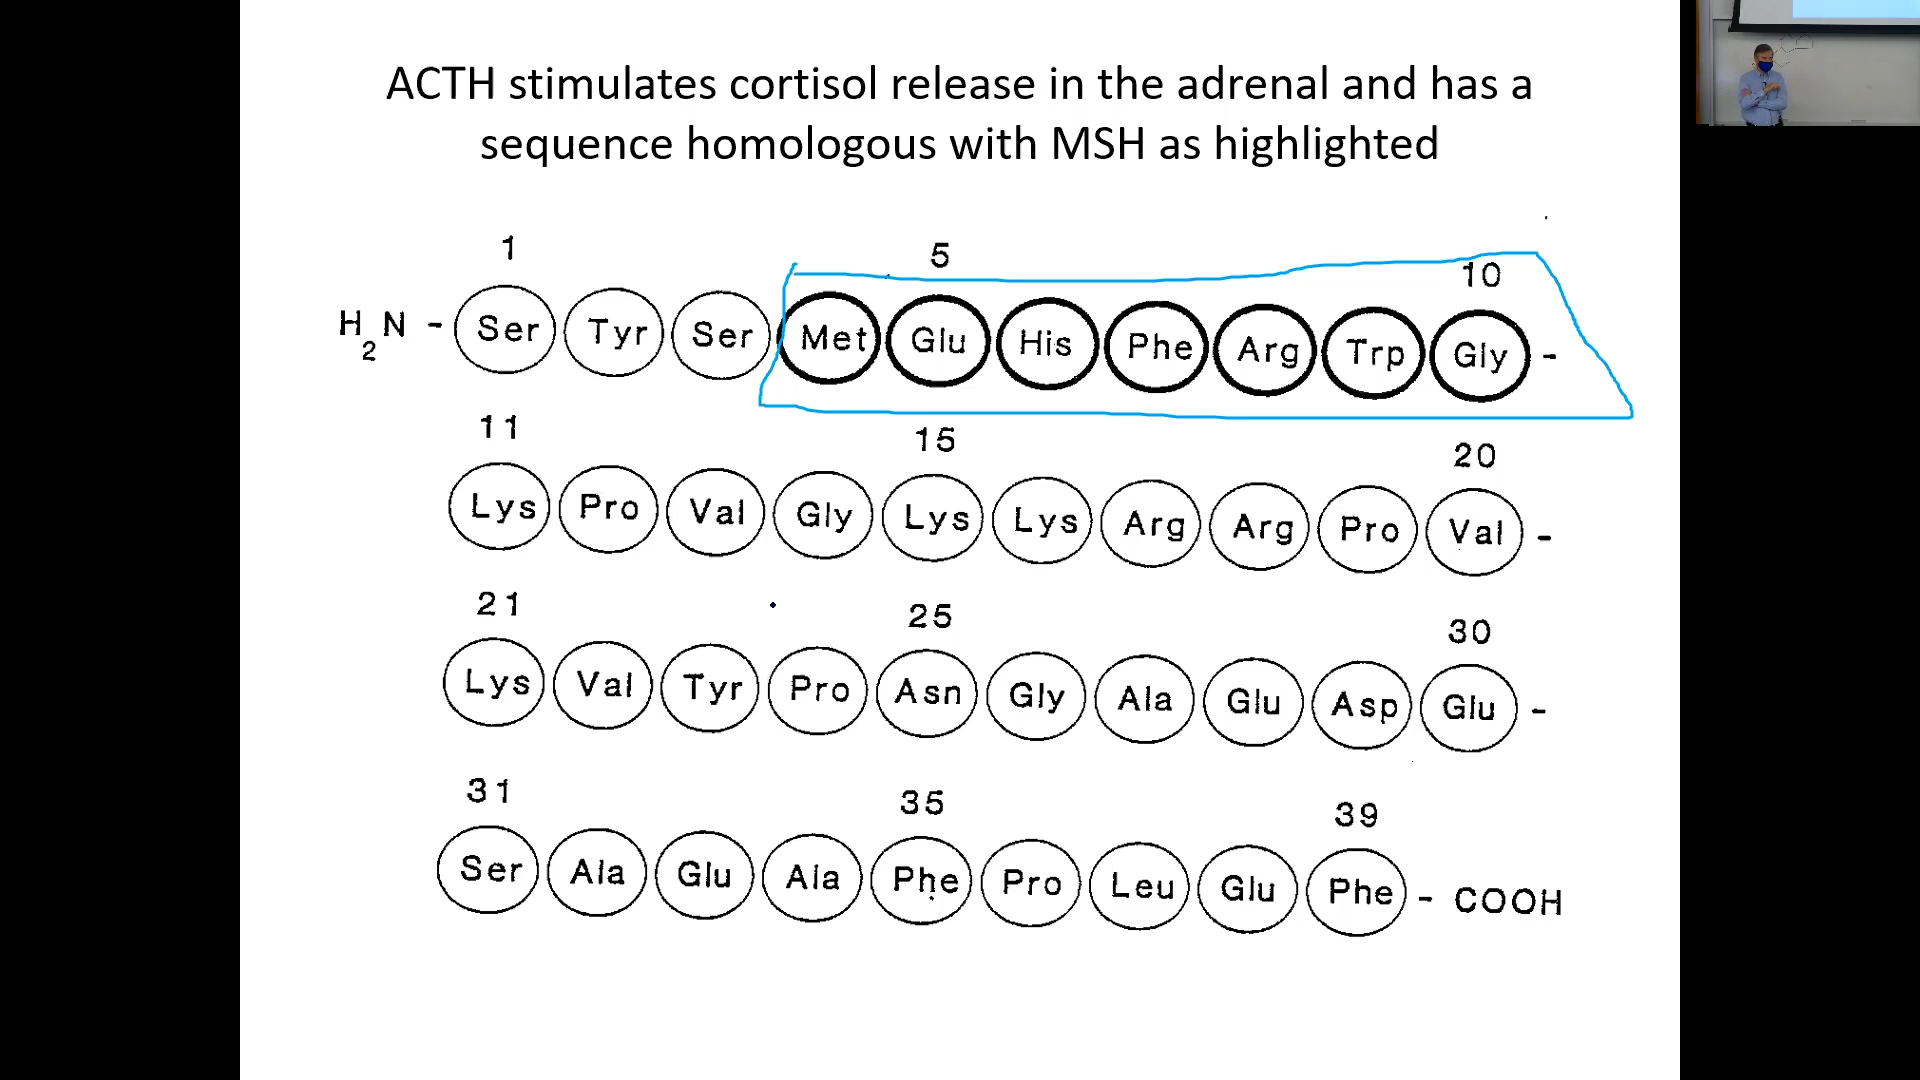 ACTH stimulates cortisol release in the adrenal and has a
sequence homologous with MSH as highlighted
1 5 10
H2N - Ser Tyr Ser Met Glu His Phe Arg Trp Gly -
11 15 20
Lys Pro Val Gly Lys Lys Arg Arg Pro Val -
21 25 30
Lys Val Tyr Pro Asn Gly Ala Glu Asp Glu -
31 35 39
Ser Ala Glu Ala Phe Pro Leu Glu Phe - COOH